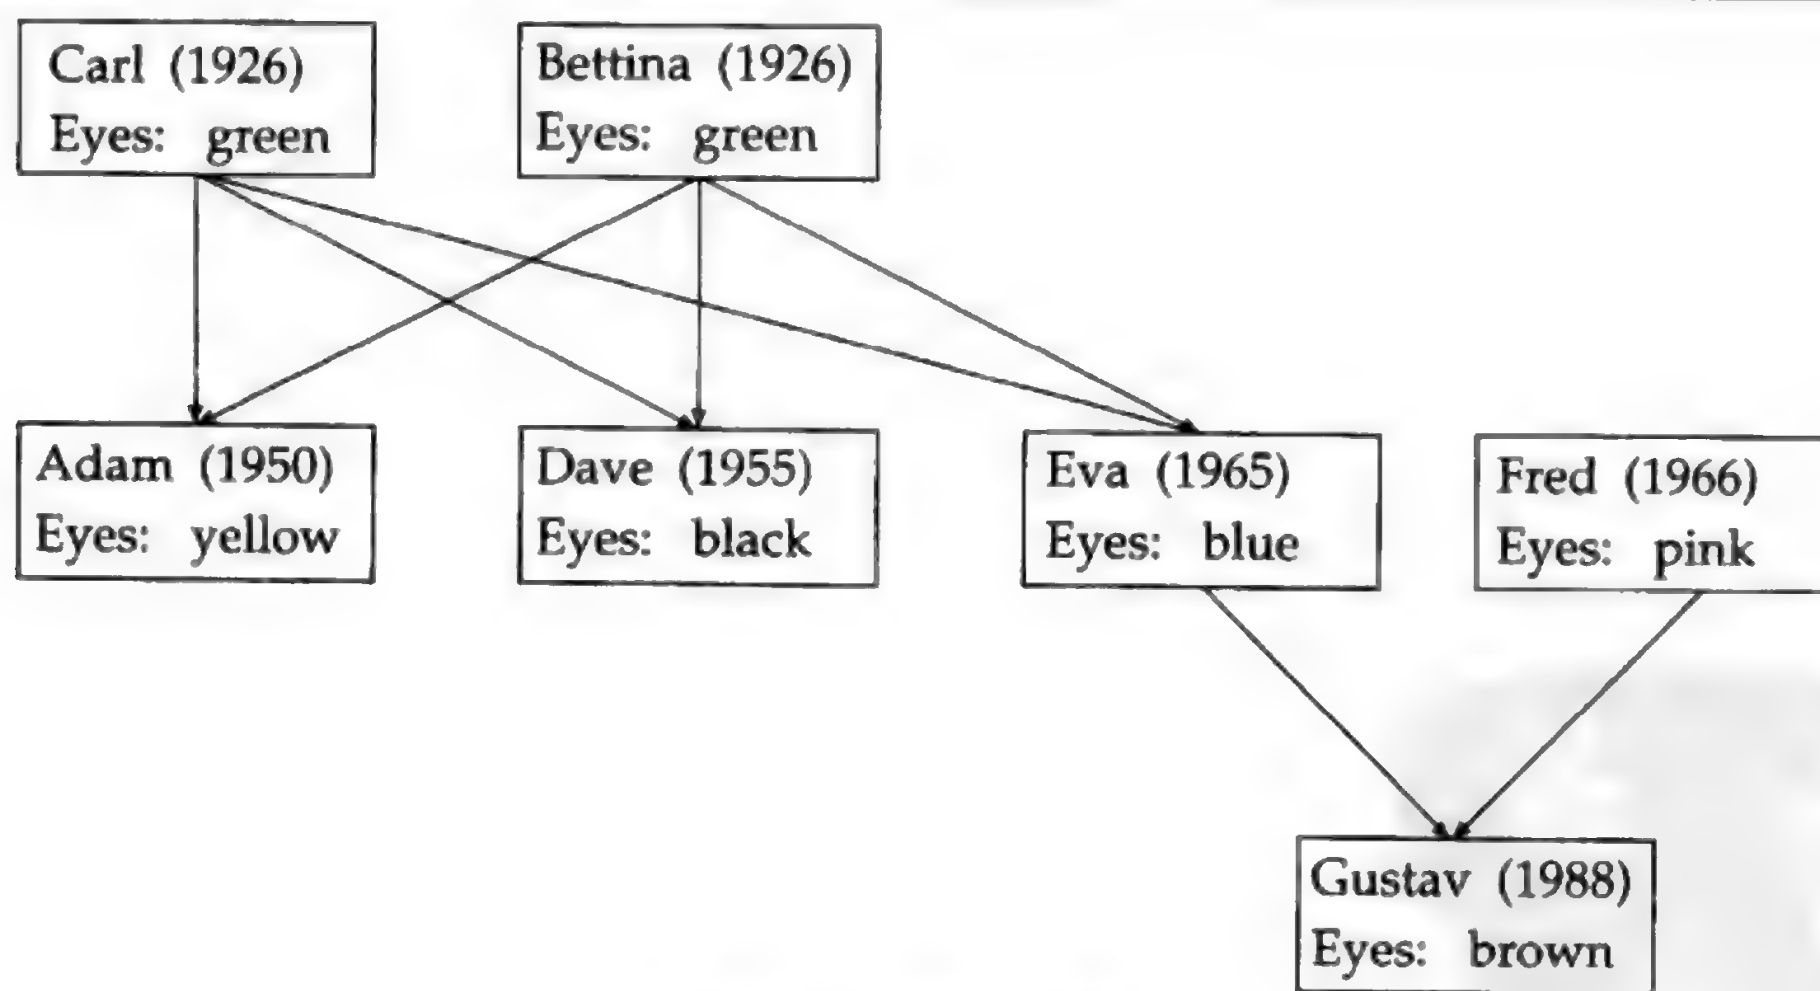 Carl (1926)
Eyes: green
Bettina (1926)
Eyes: green
Adam (1950)
Eyes: yellow
Dave (1955)
Eyes: black
Eva (1965)
Eyes: blue
Fred (1966)
Eyes: pink
Gustav (1988)
Eyes: brown